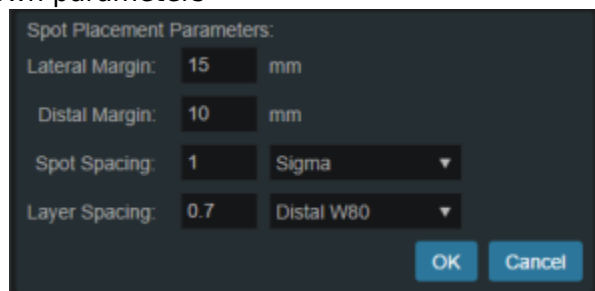 Spot Placement Parameters:
Lateral Margin: 15 mm
Distal Margin: 10 mm
Spot Spacing: 1 Sigma
Layer Spacing: 0.7 Distal W80
OK Cancel